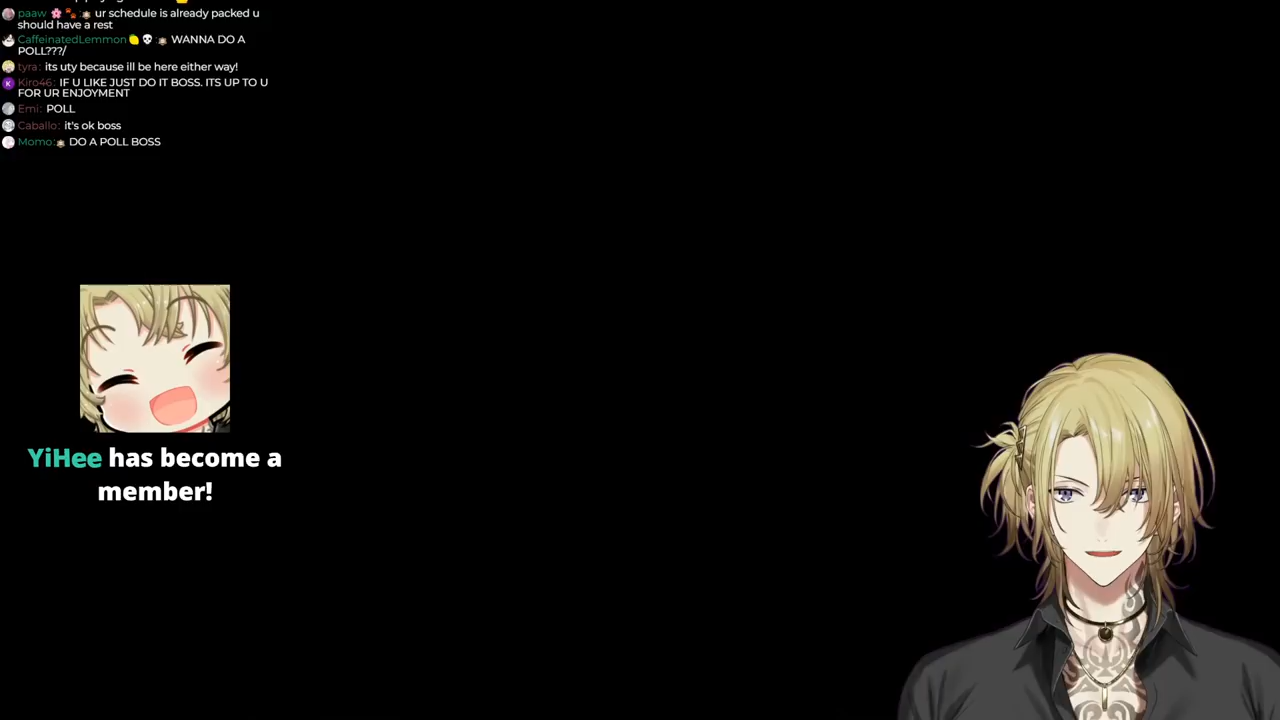 paaw: ur schedule is already packed u
should have a rest
CaffeinatedLemmon: WANNA DO A
POLL???/
tyra: its uty because ill be here either way!
Kiro46: IF U LIKE JUST DO IT BOSS. ITS UP TO U
FOR UR ENJOYMENT
Emi: POLL
Caballo: it's ok boss
Momo: DO A POLL BOSS
YiHee has become a
member!